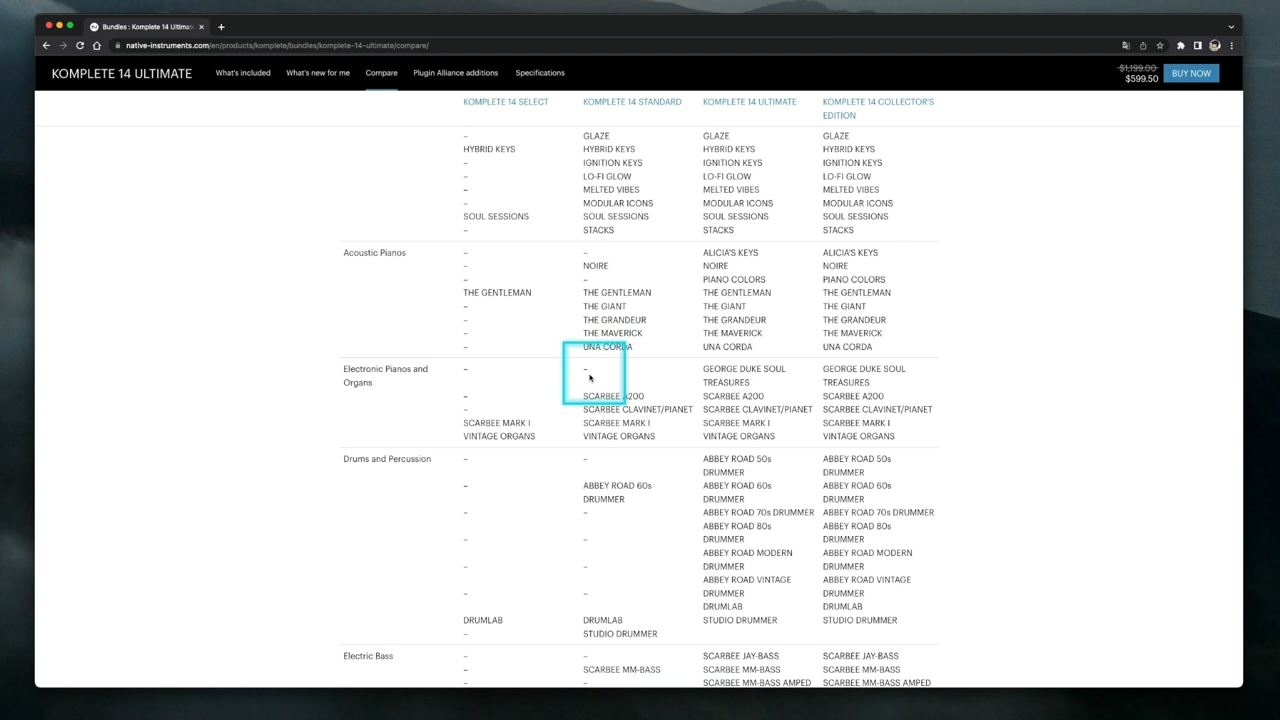 Bundles : Komplete 14 Ultimat
native-instruments.com/en/products/komplete/bundles/komplete-14-ultimate/compare/
KOMPLETE 14 ULTIMATE What's included What's new for me Compare Plugin Alliance additions Specifications $1,199.00 $599.50 BUY NOW
KOMPLETE 14 SELECT KOMPLETE 14 STANDARD KOMPLETE 14 ULTIMATE KOMPLETE 14 COLLECTOR'S
EDITION
– GLAZE GLAZE GLAZE
HYBRID KEYS HYBRID KEYS HYBRID KEYS HYBRID KEYS
– IGNITION KEYS IGNITION KEYS IGNITION KEYS
– LO-FI GLOW LO-FI GLOW LO-FI GLOW
– MELTED VIBES MELTED VIBES MELTED VIBES
– MODULAR ICONS MODULAR ICONS MODULAR ICONS
SOUL SESSIONS SOUL SESSIONS SOUL SESSIONS SOUL SESSIONS
– STACKS STACKS STACKS
Acoustic Pianos – – ALICIA'S KEYS ALICIA'S KEYS
– NOIRE NOIRE NOIRE
– – PIANO COLORS PIANO COLORS
THE GENTLEMAN THE GENTLEMAN THE GENTLEMAN THE GENTLEMAN
– THE GIANT THE GIANT THE GIANT
– THE GRANDEUR THE GRANDEUR THE GRANDEUR
– THE MAVERICK THE MAVERICK THE MAVERICK
– UNA CORDA UNA CORDA UNA CORDA
Electronic Pianos and – – GEORGE DUKE SOUL GEORGE DUKE SOUL
Organs TREASURES TREASURES
– SCARBEE A200 SCARBEE A200 SCARBEE A200
– SCARBEE CLAVINET/PIANET SCARBEE CLAVINET/PIANET SCARBEE CLAVINET/PIANET
SCARBEE MARK I SCARBEE MARK I SCARBEE MARK I SCARBEE MARK I
VINTAGE ORGANS VINTAGE ORGANS VINTAGE ORGANS VINTAGE ORGANS
Drums and Percussion – – ABBEY ROAD 50s ABBEY ROAD 50s
DRUMMER DRUMMER
– ABBEY ROAD 60s ABBEY ROAD 60s ABBEY ROAD 60s
DRUMMER DRUMMER DRUMMER
– – ABBEY ROAD 70s DRUMMER ABBEY ROAD 70s DRUMMER
ABBEY ROAD 80s ABBEY ROAD 80s
– – DRUMMER DRUMMER
ABBEY ROAD MODERN ABBEY ROAD MODERN
– – DRUMMER DRUMMER
ABBEY ROAD VINTAGE ABBEY ROAD VINTAGE
– – DRUMMER DRUMMER
DRUMLAB DRUMLAB
DRUMLAB DRUMLAB STUDIO DRUMMER STUDIO DRUMMER
– STUDIO DRUMMER
Electric Bass – – SCARBEE JAY-BASS SCARBEE JAY-BASS
– SCARBEE MM-BASS SCARBEE MM-BASS SCARBEE MM-BASS
SCARBEE MM-BASS AMPED SCARBEE MM-BASS AMPED